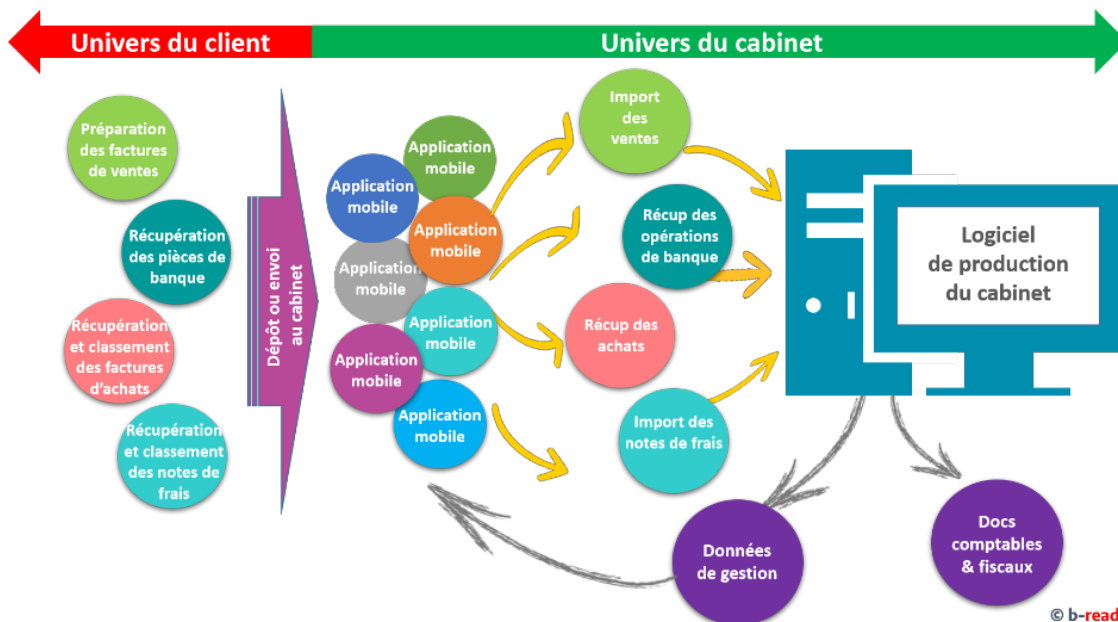 Univers du client
Univers du cabinet
Préparation
des factures
de ventes
Récupération
des pièces de
banque
Récupération
et classement
des factures
d'achats
Récupération
et classement
des notes de
frais
Dépôt ou envoi
au cabinet
Application
mobile
Application
mobile
Application
mobile
Application
mobile
Application
mobile
Application
mobile
Application
mobile
Import
des
ventes
Récup des
opérations
de banque
Récup des
achats
Import des
notes de frais
Logiciel
de production
du cabinet
Données
de gestion
Docs
comptables
& fiscaux
© b-read